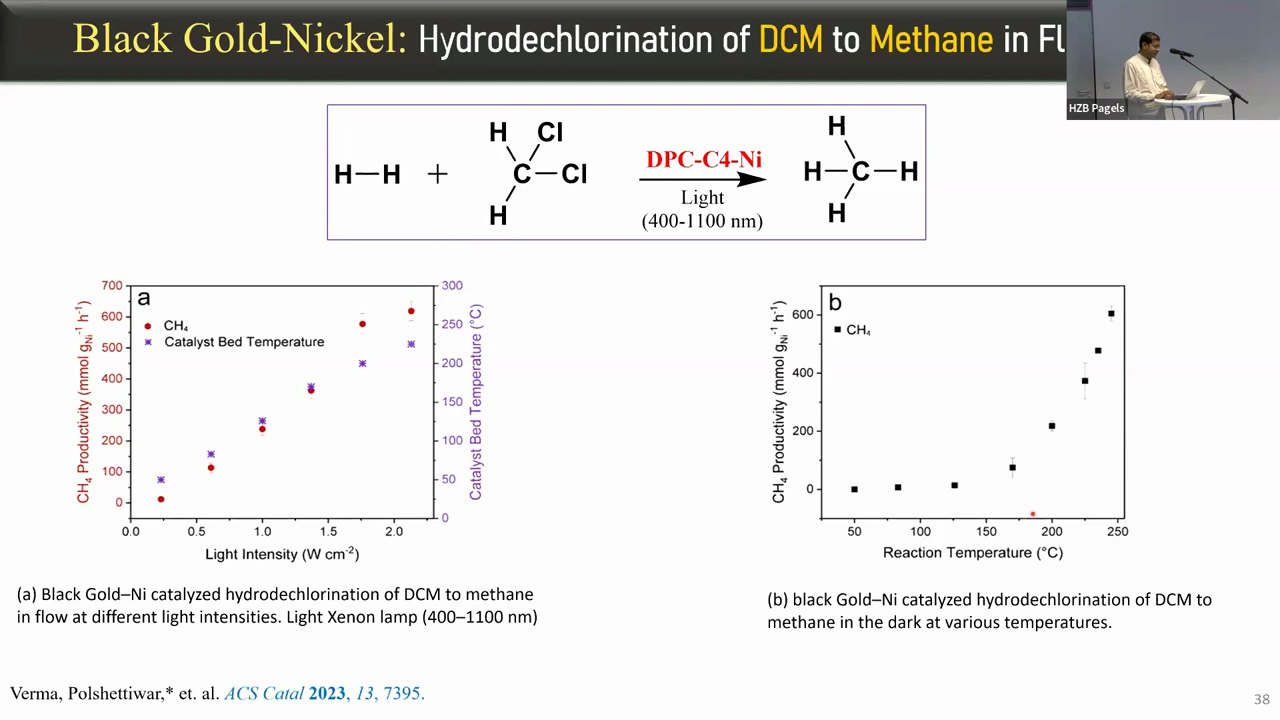 Black Gold-Nickel: Hydrodechlorination of DCM to Methane in Fl
HZB Pagels
H—H + H Cl C—Cl H DPC-C4-Ni Light (400-1100 nm) H H—C—H H
a
CH₄
Catalyst Bed Temperature
CH₄ Productivity (mmol gNi⁻¹ h⁻¹)
700
600
500
400
300
200
100
0
Catalyst Bed Temperature (°C)
300
250
200
150
100
50
0
0.0 0.5 1.0 1.5 2.0
Light Intensity (W cm⁻²)
b
CH₄
CH₄ Productivity (mmol gNi⁻¹ h⁻¹)
600
400
200
0
50 100 150 200 250
Reaction Temperature (°C)
(a) Black Gold–Ni catalyzed hydrodechlorination of DCM to methane
in flow at different light intensities. Light Xenon lamp (400–1100 nm)
(b) black Gold–Ni catalyzed hydrodechlorination of DCM to
methane in the dark at various temperatures.
Verma, Polshettiwar,* et. al. ACS Catal 2023, 13, 7395.
38